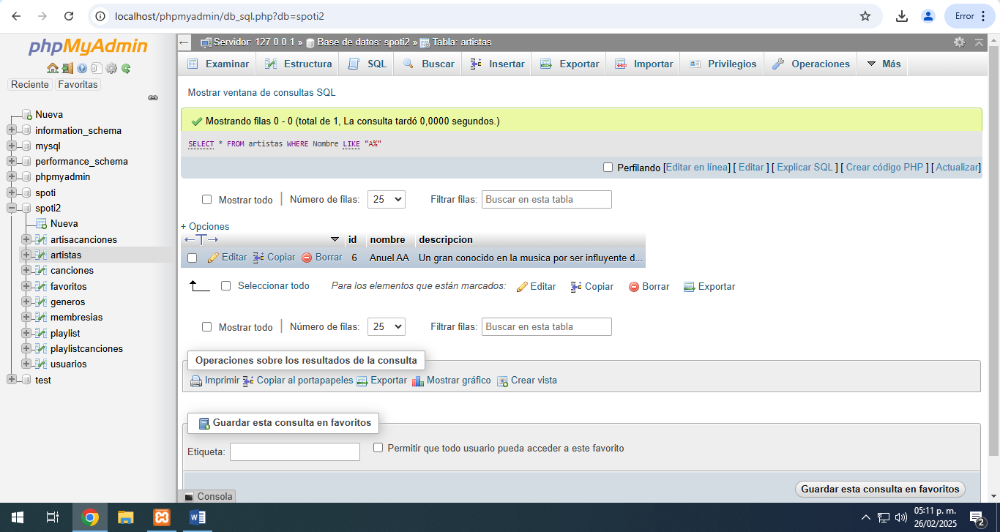 localhost/phpmyadmin/db_sql.php?db=spoti2
Error
phpMyAdmin
Reciente Favoritas
Nueva
information_schema
mysql
performance_schema
phpmyadmin
spoti
spoti2
Nueva
artisacanciones
artistas
canciones
favoritos
generos
membresias
playlist
playlistcanciones
usuarios
test
Servidor: 127.0.0.1 » Base de datos: spoti2 » Tabla: artistas
Examinar Estructura SQL Buscar Insertar Exportar Importar Privilegios Operaciones Más
Mostrar ventana de consultas SQL
Mostrando filas 0 - 0 (total de 1, La consulta tardó 0,0000 segundos.)
SELECT * FROM artistas WHERE Nombre LIKE "A%"
Perfilando [Editar en línea] [ Editar ] [ Explicar SQL ] [ Crear código PHP ] [ Actualizar]
Mostrar todo | Número de filas: 25 Filtrar filas: Buscar en esta tabla
+ Opciones
←T→ id nombre descripcion
Editar Copiar Borrar 6 Anuel AA Un gran conocido en la musica por ser influyente d...
Seleccionar todo Para los elementos que están marcados: Editar Copiar Borrar Exportar
Mostrar todo | Número de filas: 25 Filtrar filas: Buscar en esta tabla
Operaciones sobre los resultados de la consulta
Imprimir Copiar al portapapeles Exportar Mostrar gráfico Crear vista
Guardar esta consulta en favoritos
Etiqueta: Permitir que todo usuario pueda acceder a este favorito
Guardar esta consulta en favoritos
Consola
05:11 p. m.
26/02/2025
2